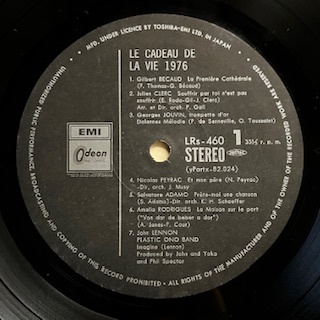 MFD. UNDER LICENCE BY TOSHIBA-EMI LTD. IN JAPAN
UNAUTHORIZED PUBLIC PERFORMANCE, BROADCASTING AND COPYING OF THIS RECORD PROHIBITED · ALL RIGHTS OF THE MANUFACTURER AND OF THE OWNER OF THE RECORDED WORK RESERVED
LE CADEAU DE
LA VIE 1976
1. Gilbert BECAUD La Première Cathédrale
(F. Thomas-G. Bécaud)
2. Julien CLERC Souffrir par toi n'est pas
souffrir (E. Roda-Gil-J. Clerc)
Arr. et Dir. orch P. Gall
3. Georges JOUVIN, trompette d'or
Dolannes Mélodie (P. de Senneville, O. Toussaint)
EMI
Odeon
LRs-460 1
STEREO 33⅓ r. p. m.
(yPartx-82.024)
4. Nicolas PEYRAC Et mon père (N. Peyrac)
-Dir. orch. J. Musy
5. Salvatore ADAMO Prête-moi une chanson
(S. Adamo)-Dir. orch. K. H. Schaeffer
6. Amalia RODRIGUES La Maison sur le port
("Vou dar de beber a dor")
(A. Janes-P. Cour)
7. John LENNON
PLASTIC ONO BAND
Imagine (Lennon)
Produced by John and Yoko
and Phil Spector